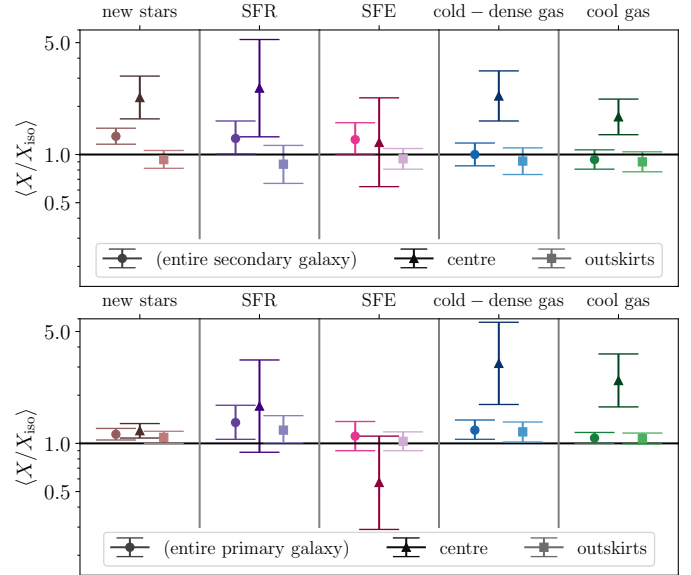 new stars SFR SFE cold − dense gas cool gas
5.0
1.0
0.5
⟨X/X_iso⟩
(entire secondary galaxy) centre outskirts
new stars SFR SFE cold − dense gas cool gas
5.0
1.0
0.5
⟨X/X_iso⟩
(entire primary galaxy) centre outskirts